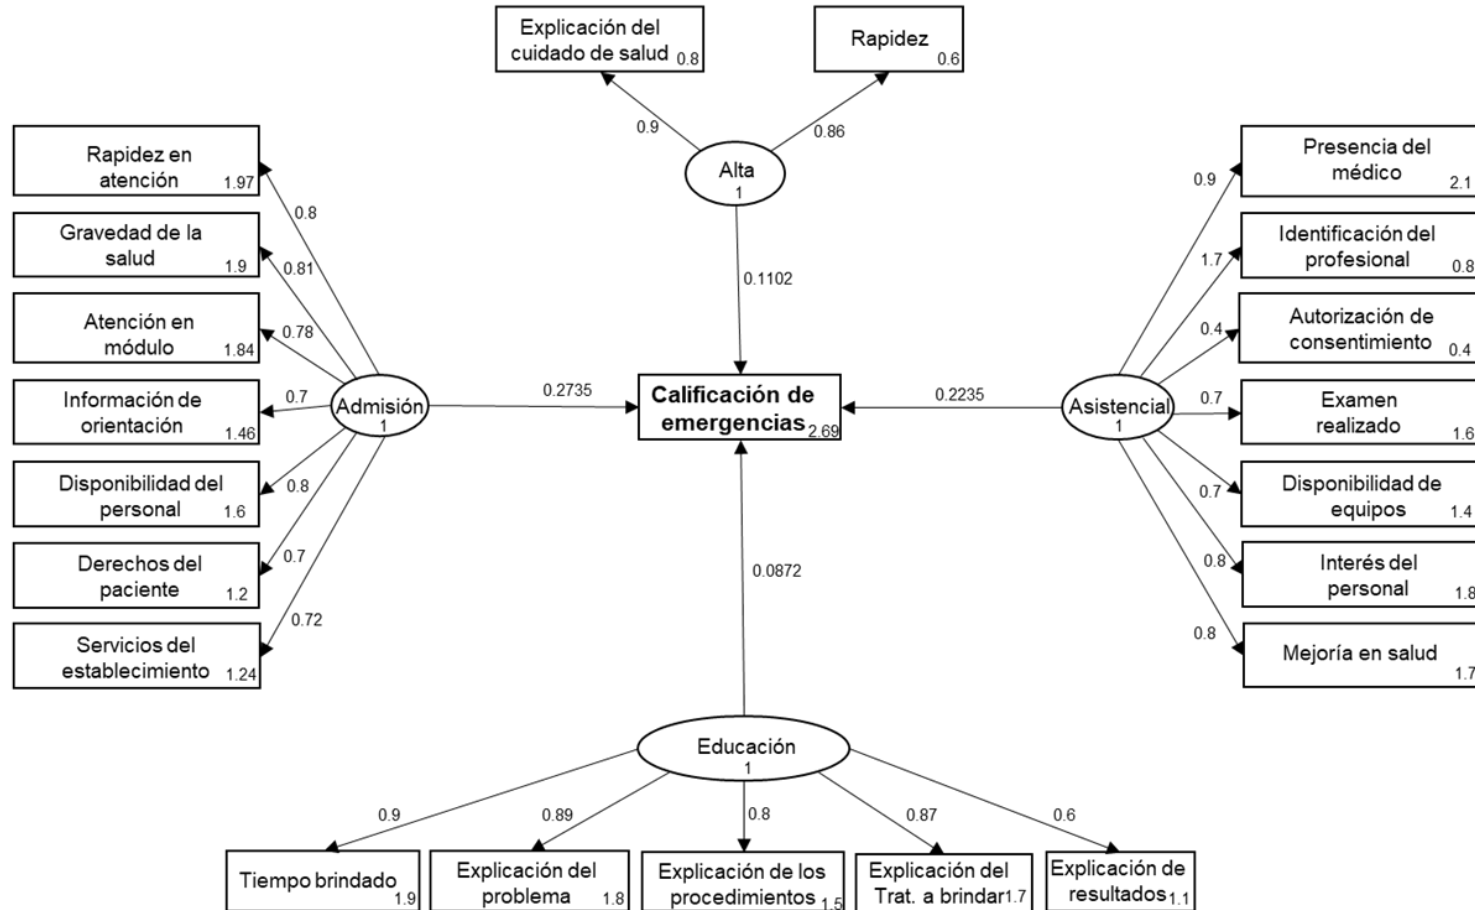 Explicación del
cuidado de salud 0.8
Rapidez
0.6
0.9
0.86
Alta
1
0.1102
Rapidez en
atención 1.97
Gravedad de la
salud
1.9
Atención en
módulo 1.84
Información de
orientación 1.46
Disponibilidad del
personal 1.6
Derechos del
paciente 1.2
Servicios del
establecimiento 1.24
0.8
0.81
0.78
0.7
0.8
0.7
0.72
Admisión
1
0.2735
Calificación de
emergencias 2.69
0.2235
Asistencial
1
0.9
1.7
0.4
0.7
0.7
0.8
0.8
Presencia del
médico 2.1
Identificación del
profesional 0.8
Autorización de
consentimiento 0.4
Examen
realizado 1.6
Disponibilidad de
equipos 1.4
Interés del
personal 1.8
Mejoría en salud
1.7
0.0872
Educación
1
0.9
0.89
0.8
0.87
0.6
Tiempo brindado
1.9
Explicación del
problema 1.8
Explicación de los
procedimientos 1.5
Explicación del
Trat. a brindar 1.7
Explicación de
resultados 1.1